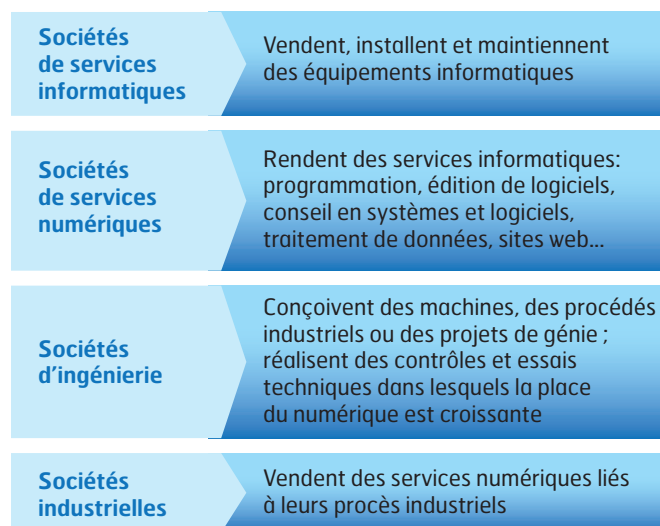 Sociétés
de services
informatiques
Vendent, installent et maintiennent
des équipements informatiques
Sociétés
de services
numériques
Rendent des services informatiques:
programmation, édition de logiciels,
conseil en systèmes et logiciels,
traitement de données, sites web...
Sociétés
d'ingénierie
Conçoivent des machines, des procédés
industriels ou des projets de génie ;
réalisent des contrôles et essais
techniques dans lesquels la place
du numérique est croissante
Sociétés
industrielles
Vendent des services numériques liés
à leurs procès industriels